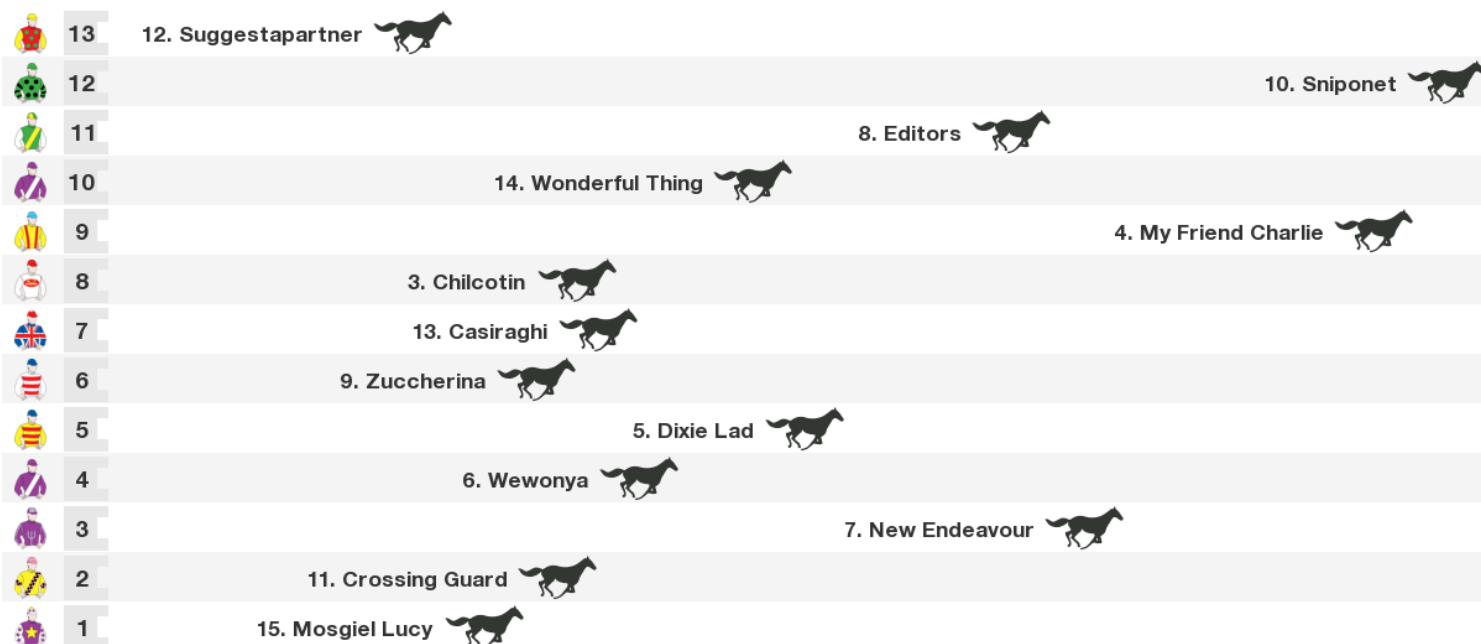 13 12. Suggestapartner
12 10. Sniponet
11 8. Editors
10 14. Wonderful Thing
9 4. My Friend Charlie
8 3. Chilcotin
7 13. Casiraghi
6 9. Zuccherina
5 5. Dixie Lad
4 6. Wewonya
3 7. New Endeavour
2 11. Crossing Guard
1 15. Mosgiel Lucy